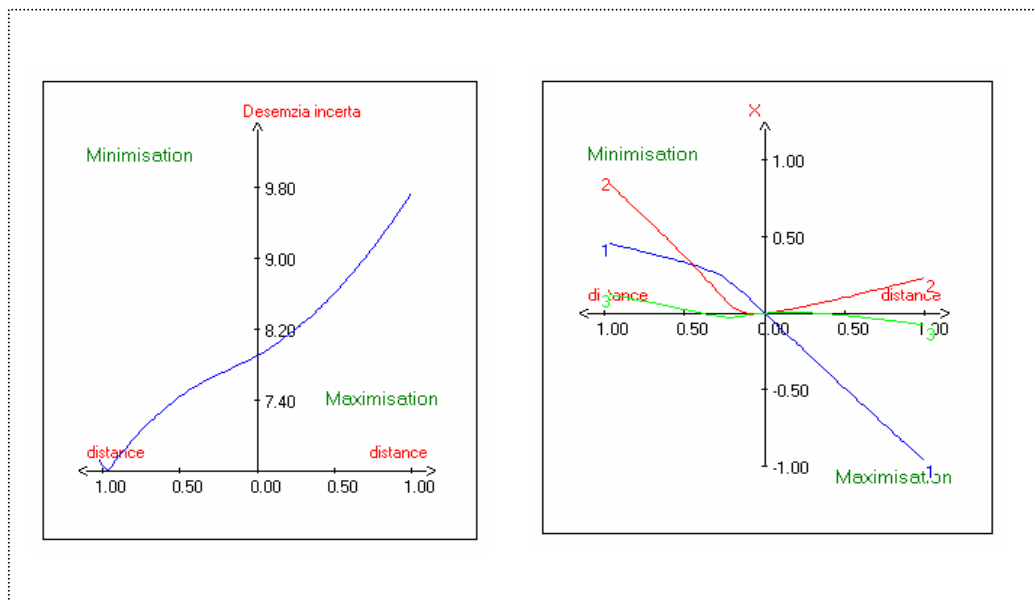 Desemzia incerta
Minimisation
9.80
9.00
8.20
7.40
Maximisation
distance
distance
1.00
0.50
0.00
0.50
1.00
X
Minimisation
1.00
2
0.50
1
distance
3
distance
2
1.00
0.50
0.00
0.50
1.00
3
-0.50
-1.00
1
Maximisation